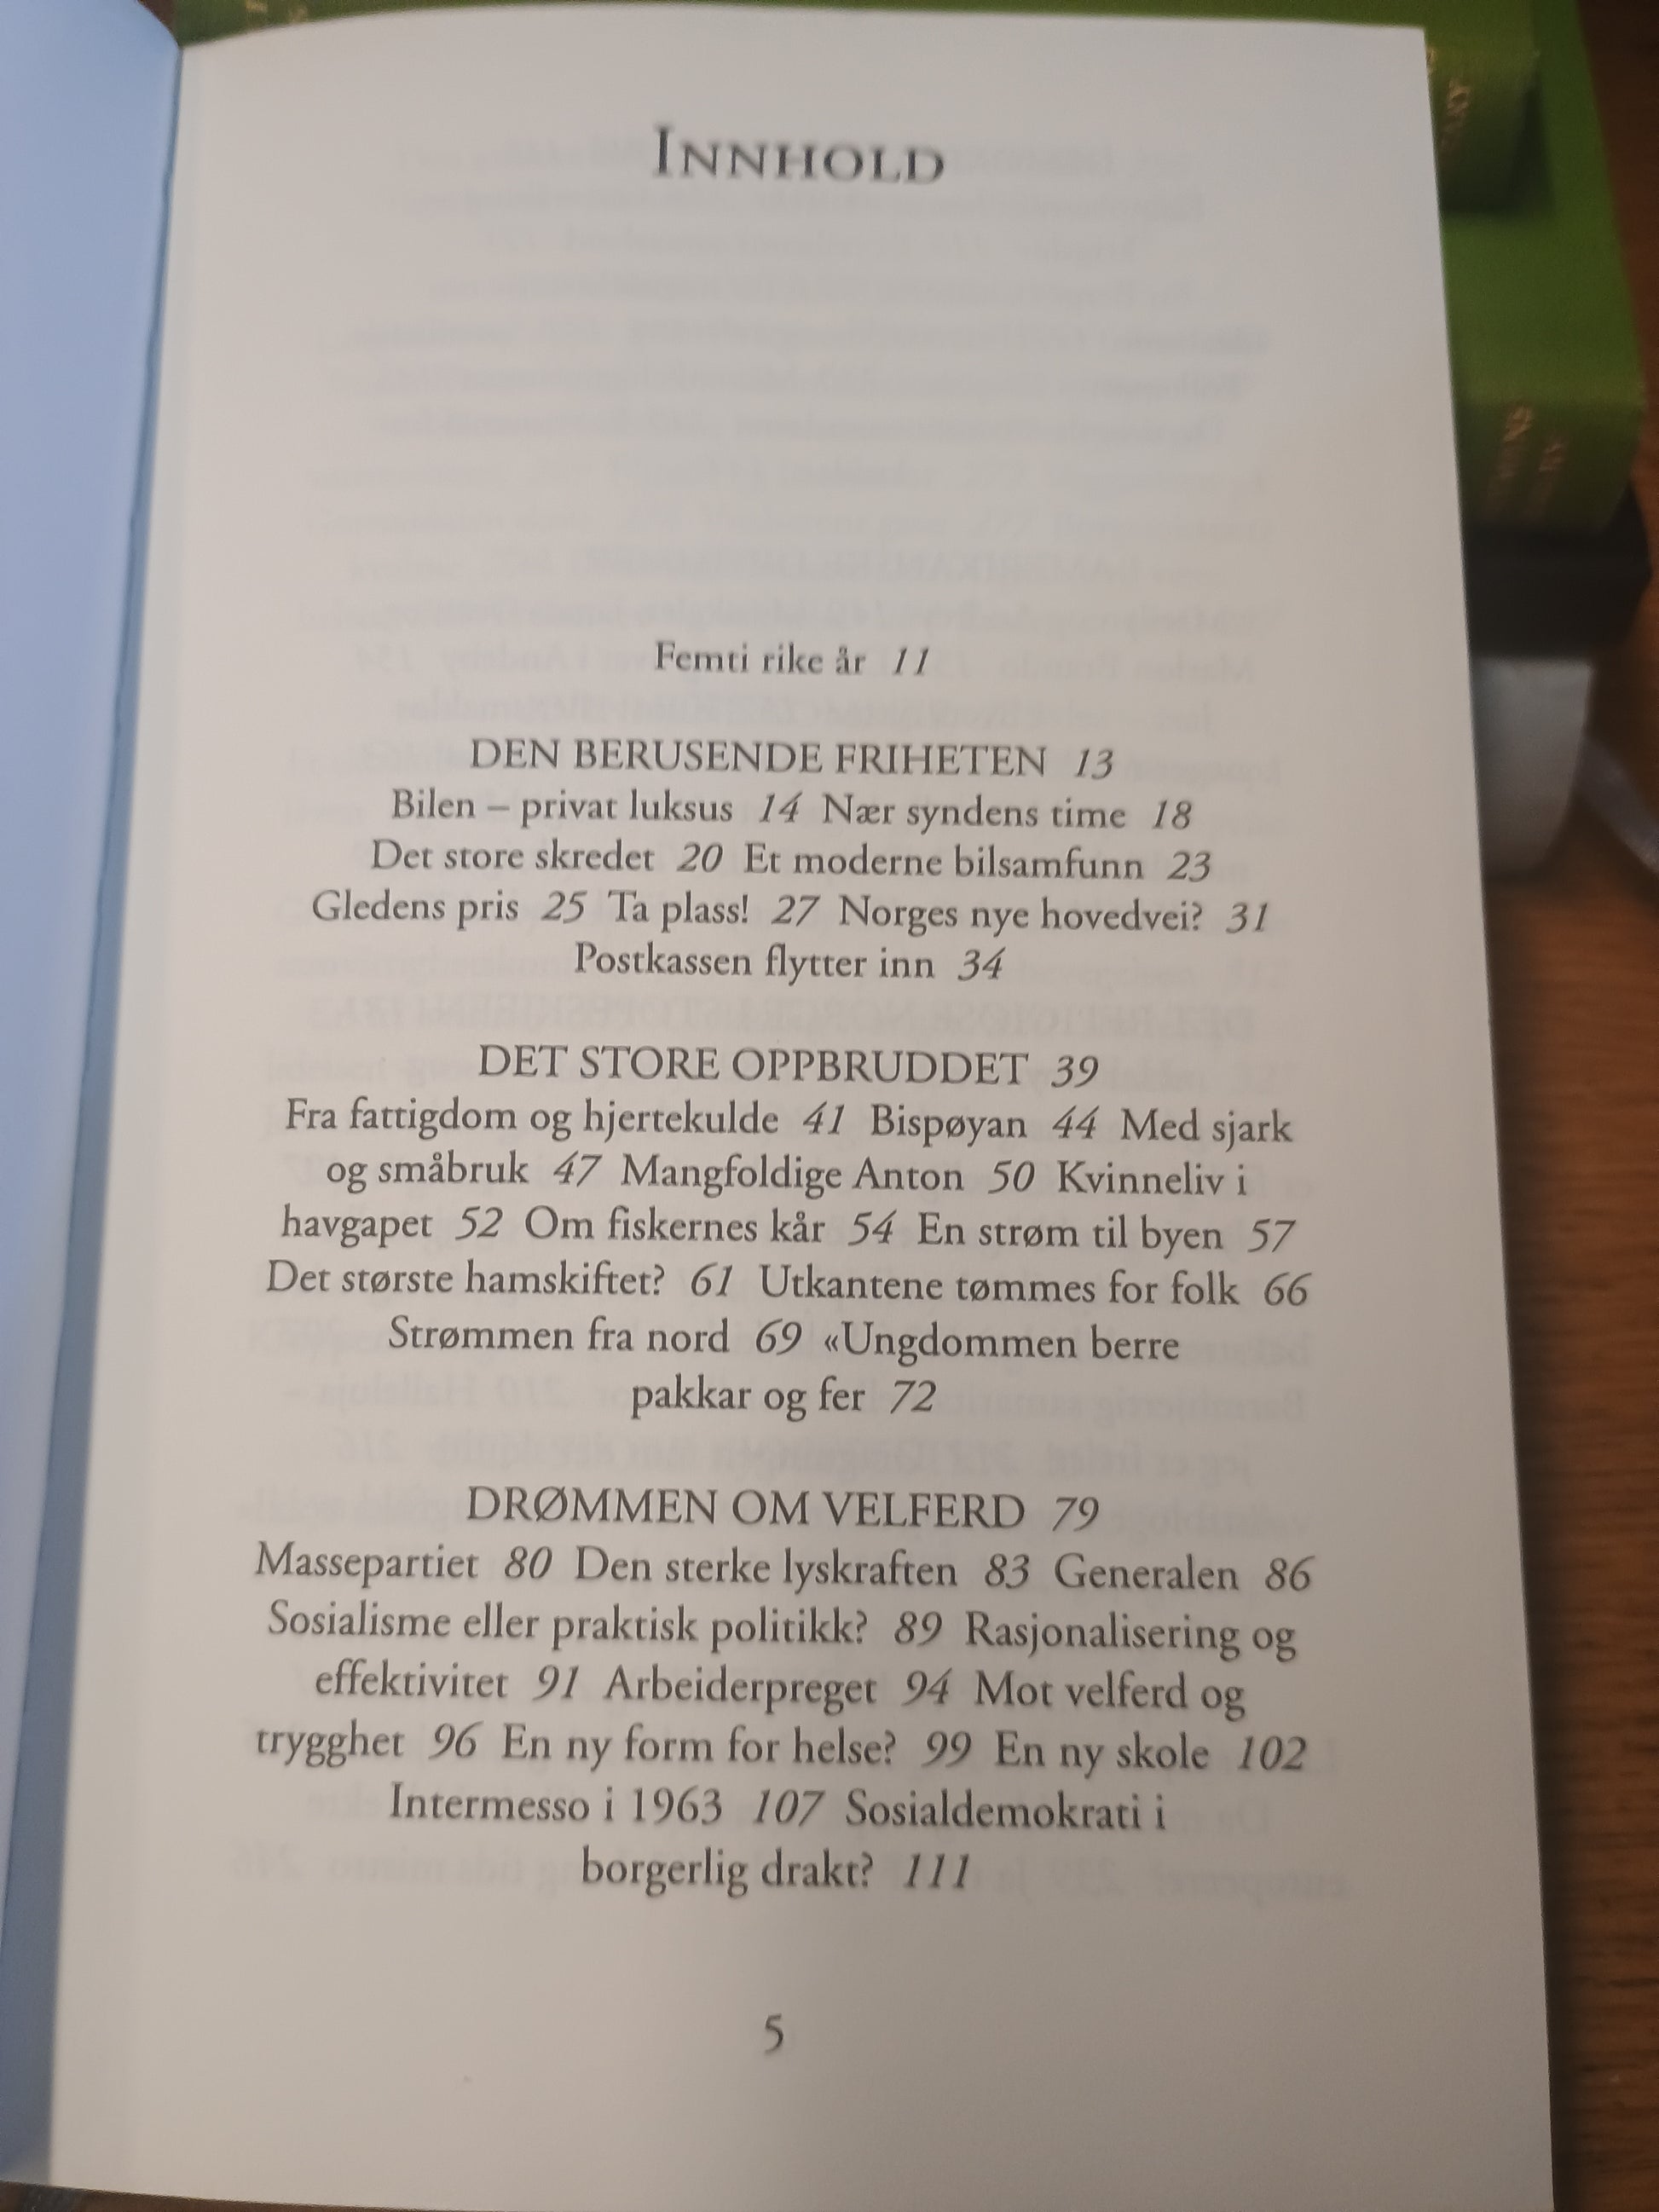 INNHOLD
Femti rike år 11
DEN BERUSENDE FRIHETEN 13
Bilen – privat luksus 14 Nær syndens time 18
Det store skredet 20 Et moderne bilsamfunn 23
Gledens pris 25 Ta plass! 27 Norges nye hovedvei? 31
Postkassen flytter inn 34
DET STORE OPPBRUDDET 39
Fra fattigdom og hjertekulde 41 Bispøyan 44 Med sjark
og småbruk 47 Mangfoldige Anton 50 Kvinneliv i
havgapet 52 Om fiskernes kår 54 En strøm til byen 57
Det største hamskiftet? 61 Utkantene tømmes for folk 66
Strømmen fra nord 69 «Ungdommen berre
pakkar og fer 72
DRØMMEN OM VELFERD 79
Massepartiet 80 Den sterke lyskraften 83 Generalen 86
Sosialisme eller praktisk politikk? 89 Rasjonalisering og
effektivitet 91 Arbeiderpreget 94 Mot velferd og
trygghet 96 En ny form for helse? 99 En ny skole 102
Intermesso i 1963 107 Sosialdemokrati i
borgerlig drakt? 111
5